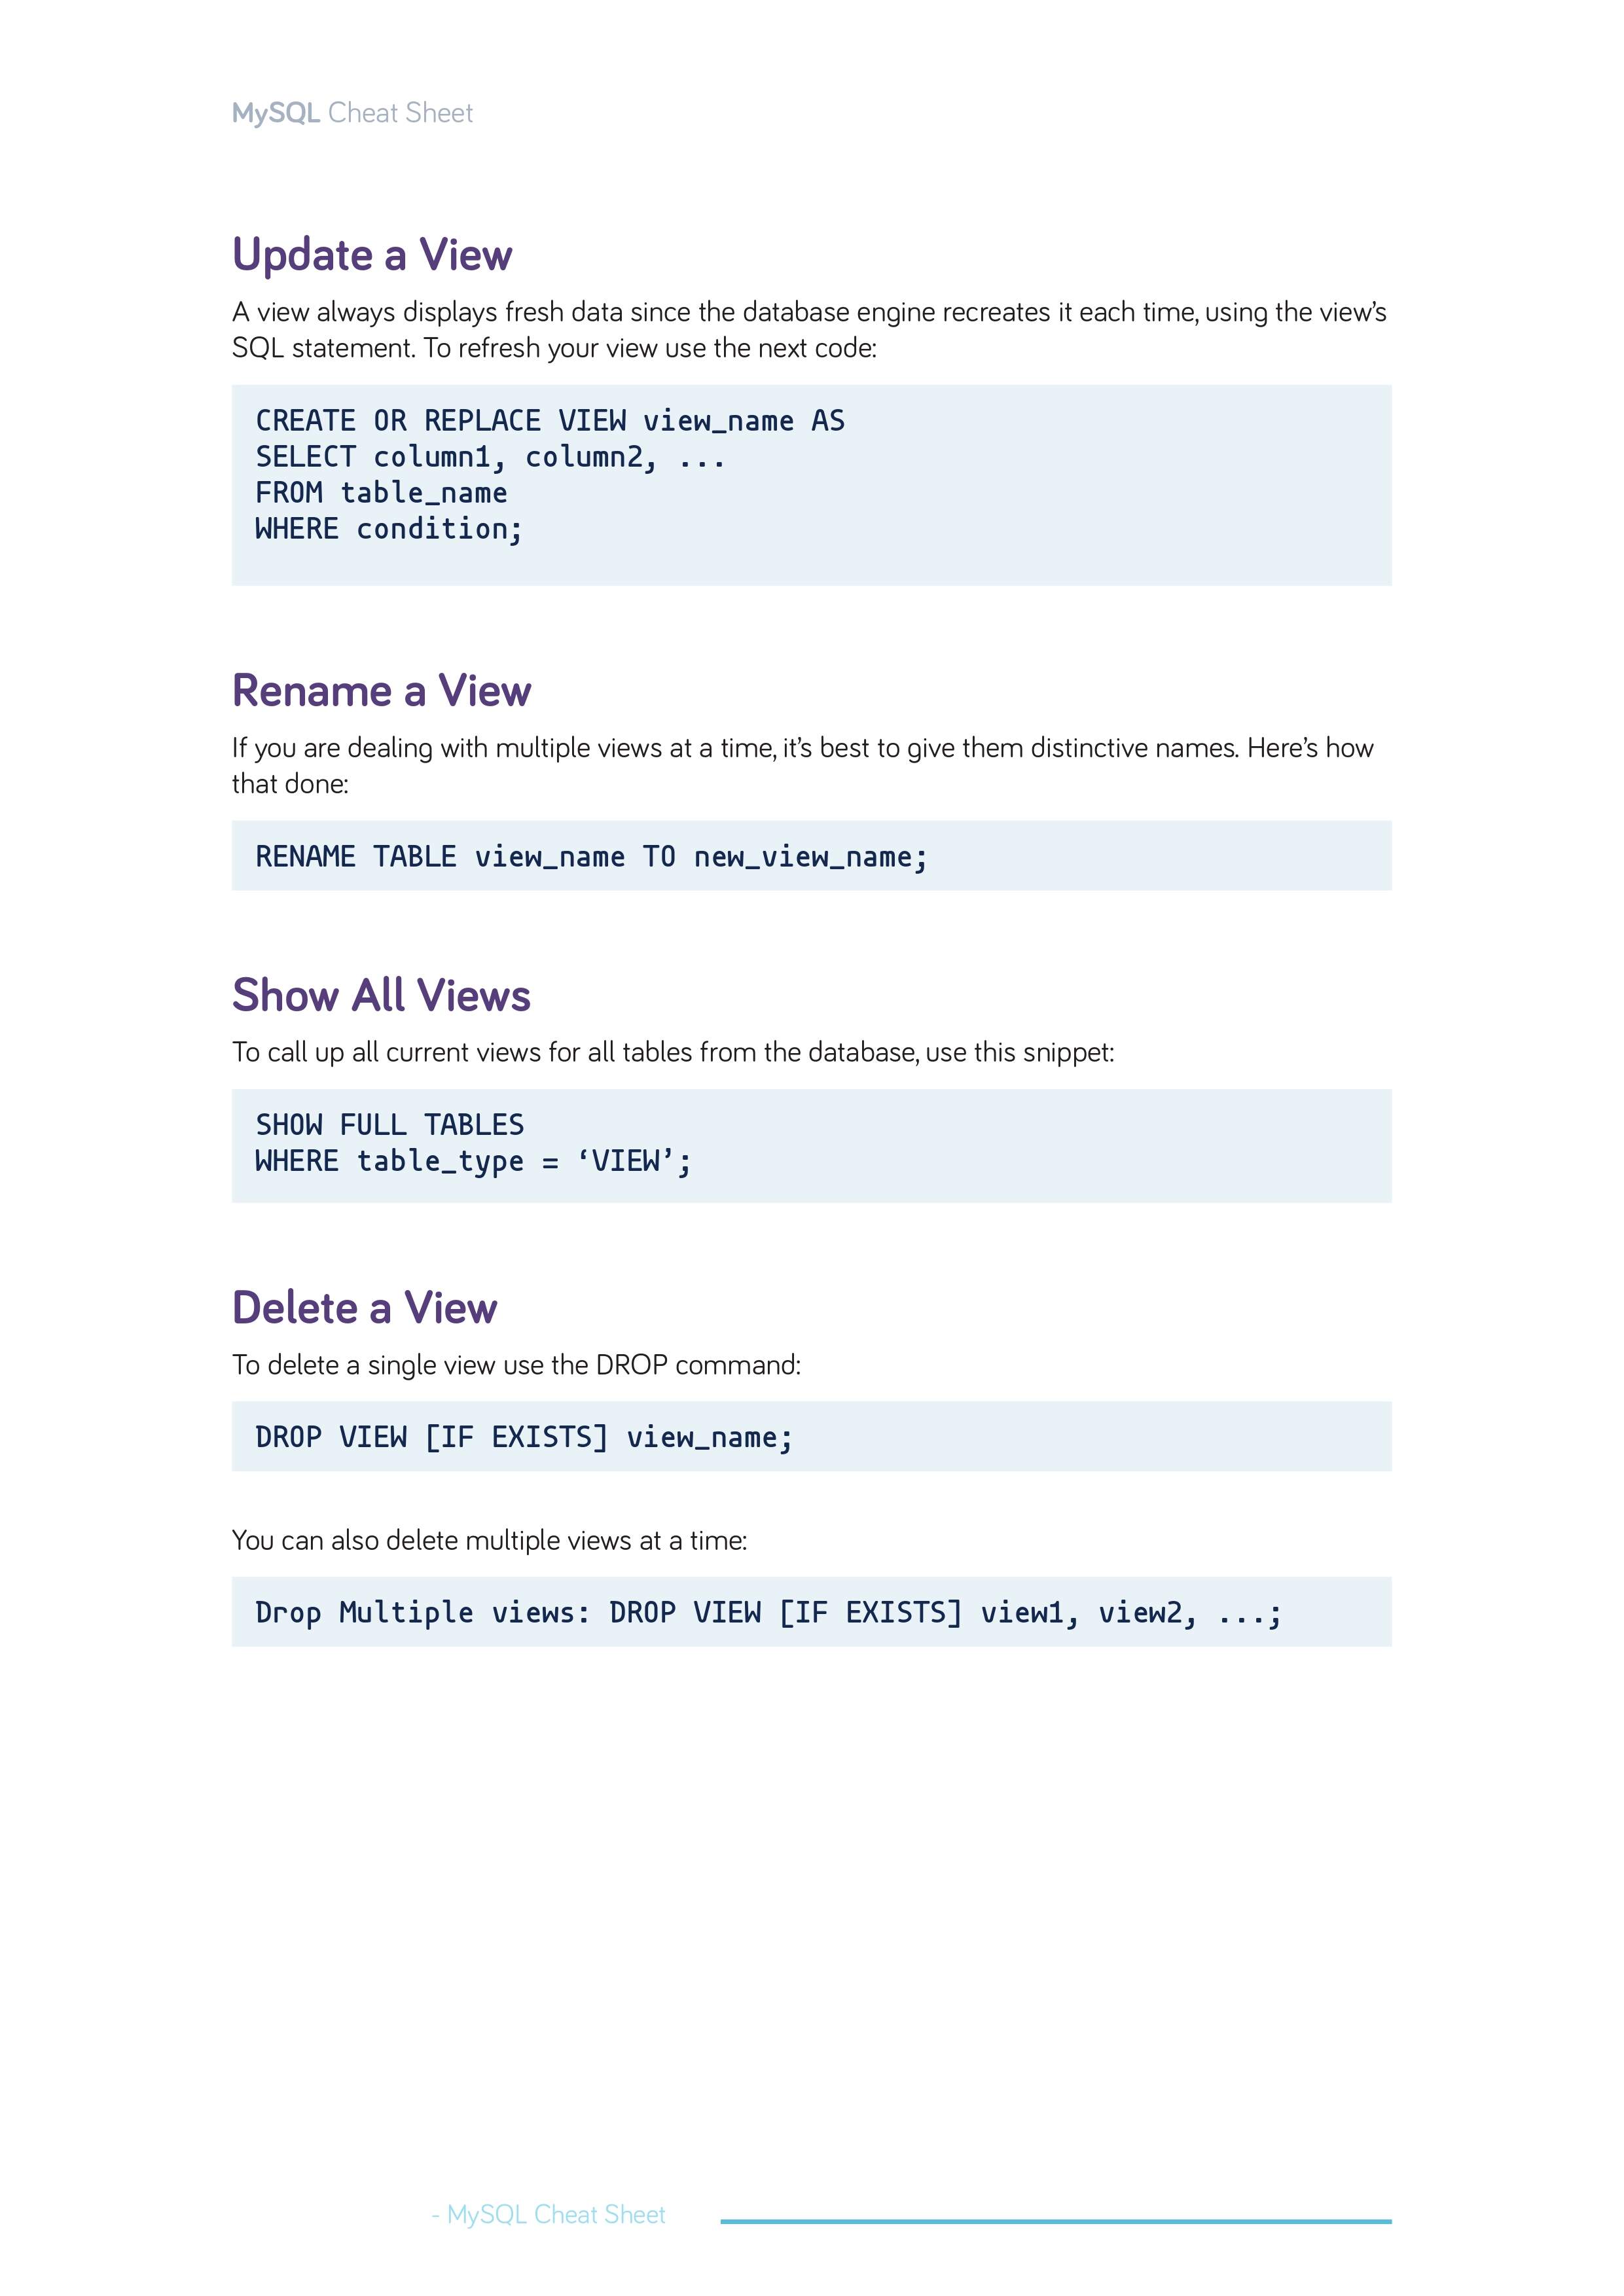 MySQL Cheat Sheet
Update a View
A view always displays fresh data since the database engine recreates it each time, using the view’s
SQL statement. To refresh your view use the next code:
CREATE OR REPLACE VIEW view_name AS
SELECT column1, column2, ...
FROM table_name
WHERE condition;
Rename a View
If you are dealing with multiple views at a time, it’s best to give them distinctive names. Here’s how
that done:
RENAME TABLE view_name TO new_view_name;
Show All Views
To call up all current views for all tables from the database, use this snippet:
SHOW FULL TABLES
WHERE table_type = ‘VIEW’;
Delete a View
To delete a single view use the DROP command:
DROP VIEW [IF EXISTS] view_name;
You can also delete multiple views at a time:
Drop Multiple views: DROP VIEW [IF EXISTS] view1, view2, ...;
- MySQL Cheat Sheet